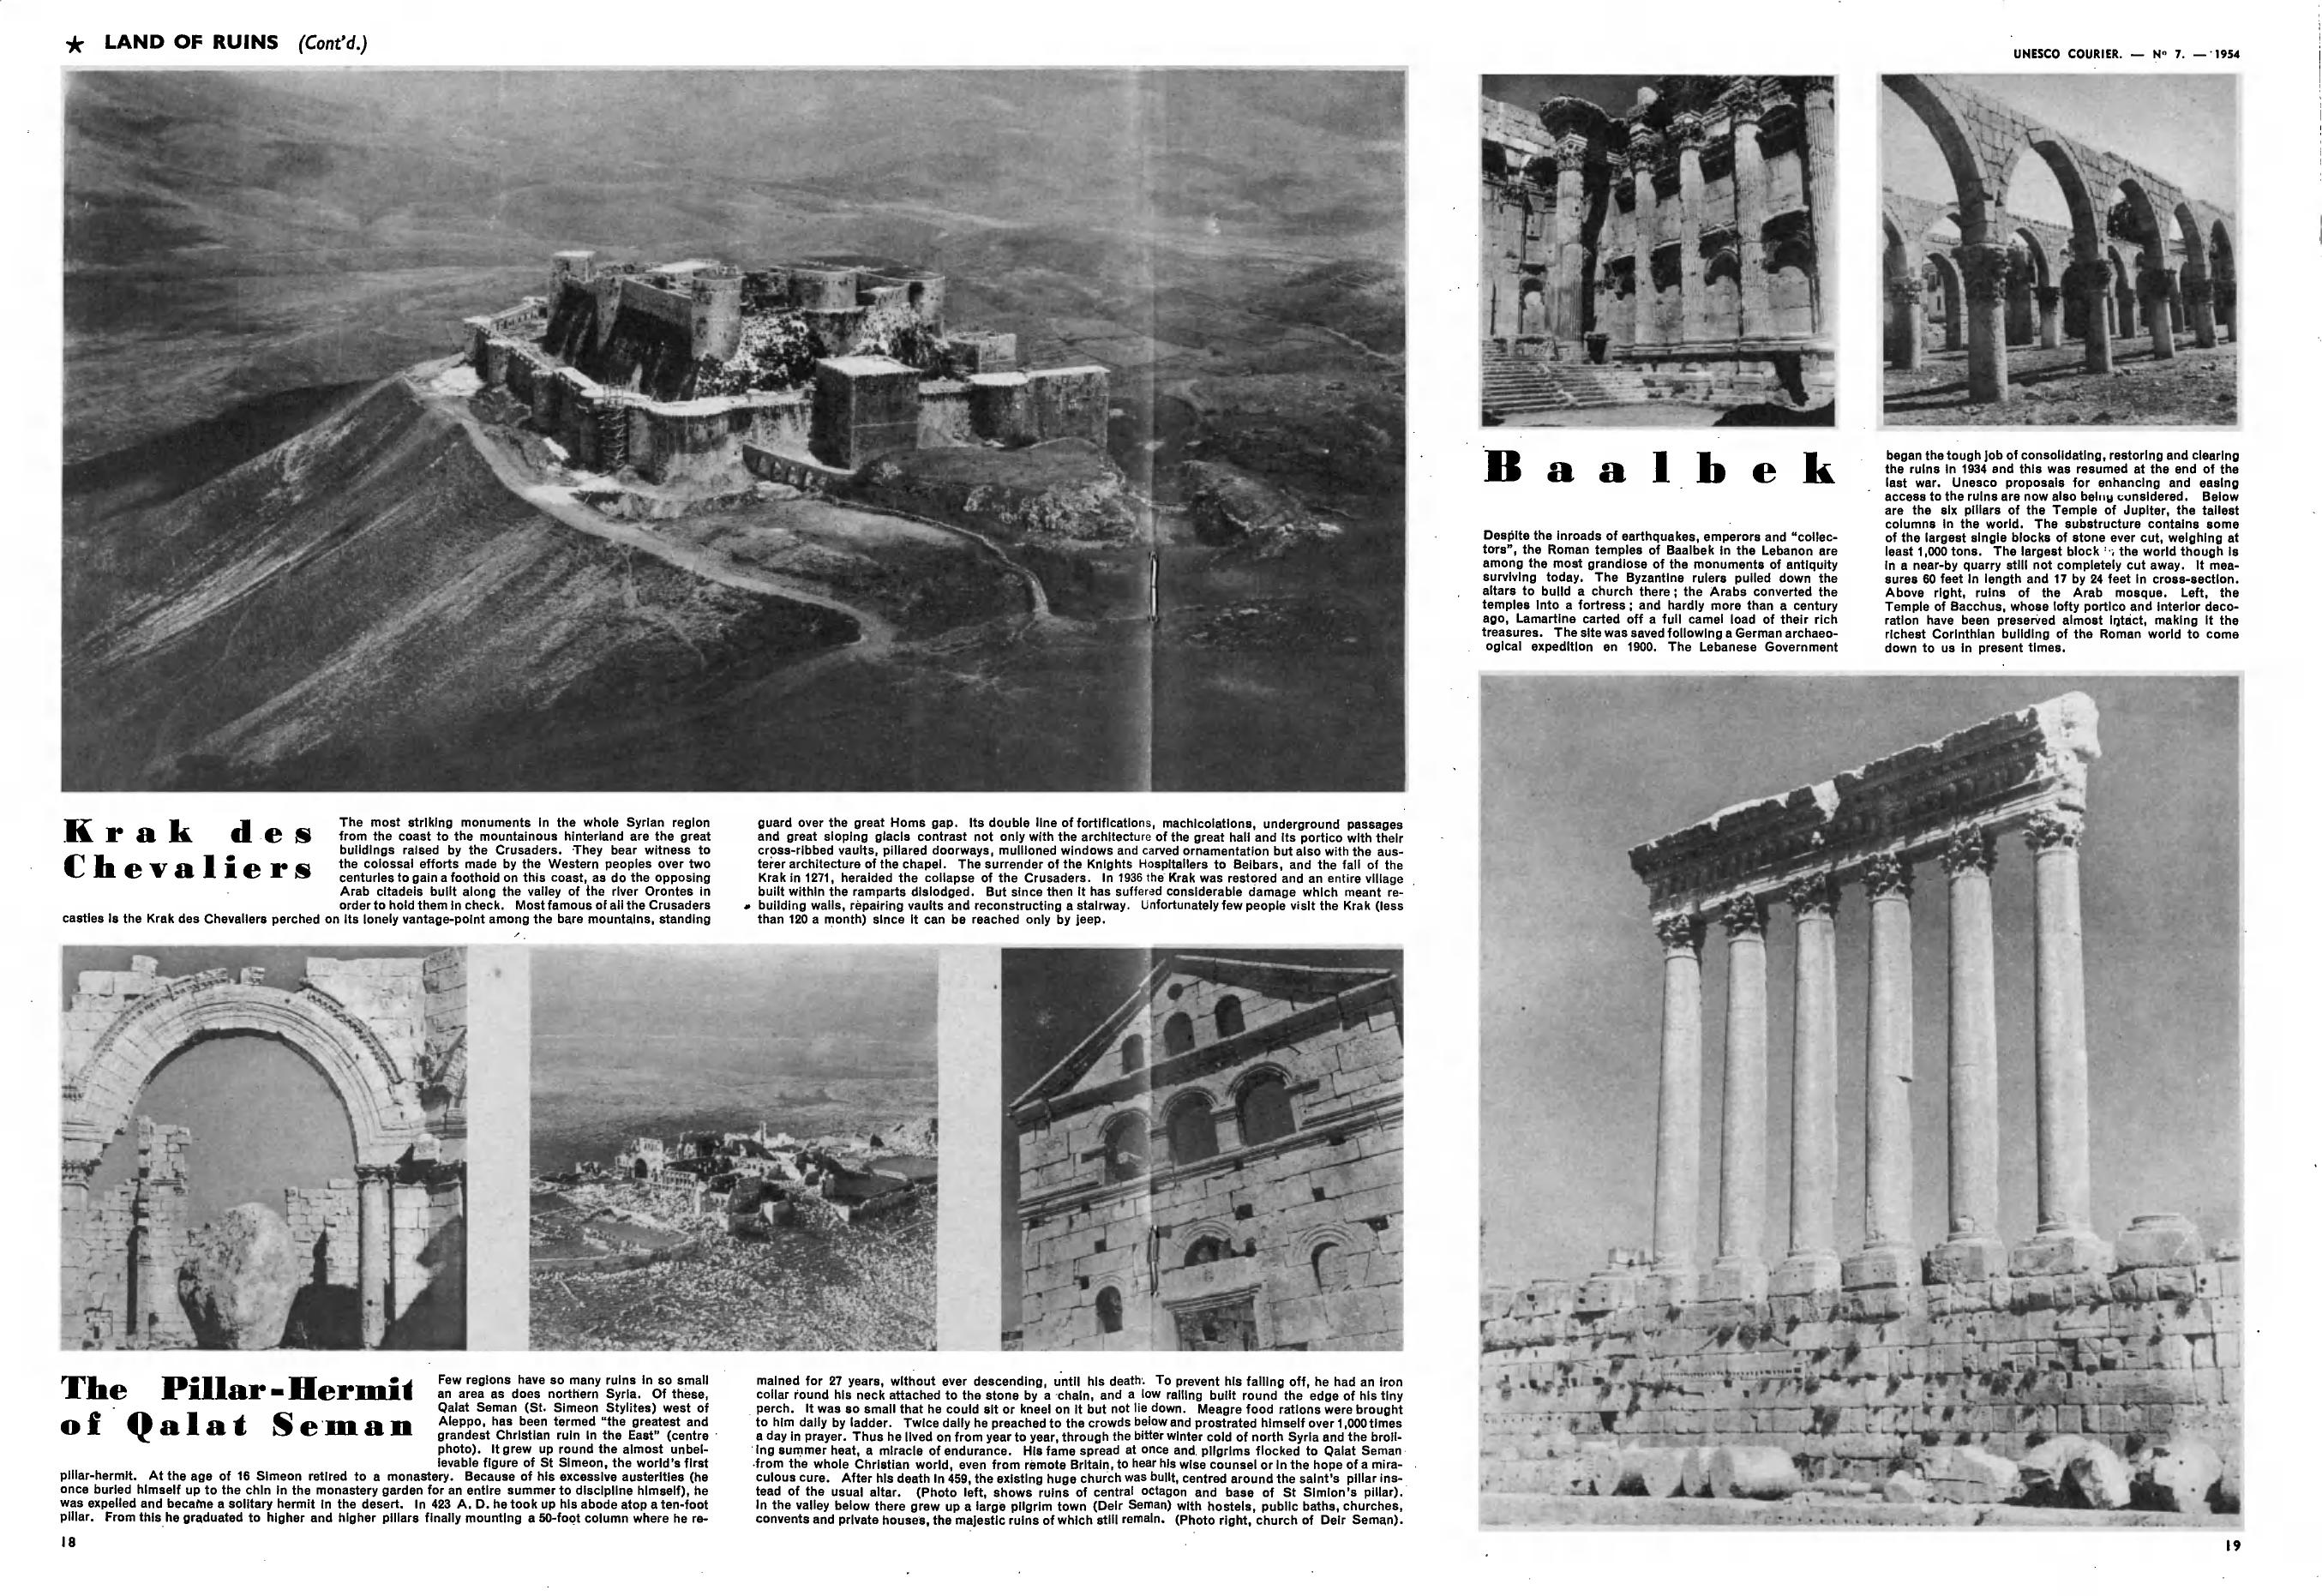 ★ LAND OF RUINS (Cont'd.)
UNESCO COURIER. — Nº 7. — 1954
Krak des
Chevaliers
The most striking monuments in the whole Syrian region
from the coast to the mountainous hinterland are the great
buildings raised by the Crusaders. They bear witness to
the colossal efforts made by the Western peoples over two
centuries to gain a foothold on this coast, as do the opposing
Arab citadels built along the valley of the river Orontes in
order to hold them in check. Most famous of all the Crusaders
castles is the Krak des Chevaliers perched on its lonely vantage-point among the bare mountains, standing
guard over the great Homs gap. Its double line of fortifications, machicolations, underground passages
and great sloping glacis contrast not only with the architecture of the great hall and its portico with their
cross-ribbed vaults, pillared doorways, mullioned windows and carved ornamentation but also with the aus-
terer architecture of the chapel. The surrender of the Knights Hospitallers to Beibars, and the fall of the
Krak in 1271, heralded the collapse of the Crusaders. In 1936 the Krak was restored and an entire village
built within the ramparts dislodged. But since then it has suffered considerable damage which meant re-
building walls, repairing vaults and reconstructing a stairway. Unfortunately few people visit the Krak (less
than 120 a month) since it can be reached only by jeep.
The Pillar-Hermit
of Qalat Seman
Few regions have so many ruins in so small
an area as does northern Syria. Of these,
Qalat Seman (St. Simeon Stylites) west of
Aleppo, has been termed "the greatest and
grandest Christian ruin in the East" (centre
photo). It grew up round the almost unbel-
ievable figure of St Simeon, the world's first
pillar-hermit. At the age of 16 Simeon retired to a monastery. Because of his excessive austerities (he
once buried himself up to the chin in the monastery garden for an entire summer to discipline himself), he
was expelled and became a solitary hermit in the desert. In 423 A. D. he took up his abode atop a ten-foot
pillar. From this he graduated to higher and higher pillars finally mounting a 50-foot column where he re-
mained for 27 years, without ever descending, until his death. To prevent his falling off, he had an iron
collar round his neck attached to the stone by a chain, and a low railing built round the edge of his tiny
perch. It was so small that he could sit or kneel on it but not lie down. Meagre food rations were brought
to him daily by ladder. Twice daily he preached to the crowds below and prostrated himself over 1,000 times
a day in prayer. Thus he lived on from year to year, through the bitter winter cold of north Syria and the broil-
ing summer heat, a miracle of endurance. His fame spread at once and pilgrims flocked to Qalat Seman
from the whole Christian world, even from remote Britain, to hear his wise counsel or in the hope of a mira-
culous cure. After his death in 459, the existing huge church was built, centred around the saint's pillar ins-
tead of the usual altar. (Photo left, shows ruins of central octagon and base of St Simion's pillar).
In the valley below there grew up a large pilgrim town (Deir Seman) with hostels, public baths, churches,
convents and private houses, the majestic ruins of which still remain. (Photo right, church of Deir Seman).
18
Baalbek
Despite the inroads of earthquakes, emperors and "collec-
tors", the Roman temples of Baalbek in the Lebanon are
among the most grandiose of the monuments of antiquity
surviving today. The Byzantine rulers pulled down the
altars to build a church there; the Arabs converted the
temples into a fortress; and hardly more than a century
ago, Lamartine carted off a full camel load of their rich
treasures. The site was saved following a German archaeo-
ogical expedition en 1900. The Lebanese Government
began the tough job of consolidating, restoring and clearing
the ruins in 1934 and this was resumed at the end of the
last war. Unesco proposals for enhancing and easing
access to the ruins are now also being considered. Below
are the six pillars of the Temple of Jupiter, the tallest
columns in the world. The substructure contains some
of the largest single blocks of stone ever cut, weighing at
least 1,000 tons. The largest block the world though is
in a near-by quarry still not completely cut away. It mea-
sures 60 feet in length and 17 by 24 feet in cross-section.
Above right, ruins of the Arab mosque. Left, the
Temple of Bacchus, whose lofty portico and interior deco-
ration have been preserved almost intact, making it the
richest Corinthian building of the Roman world to come
down to us in present times.
19